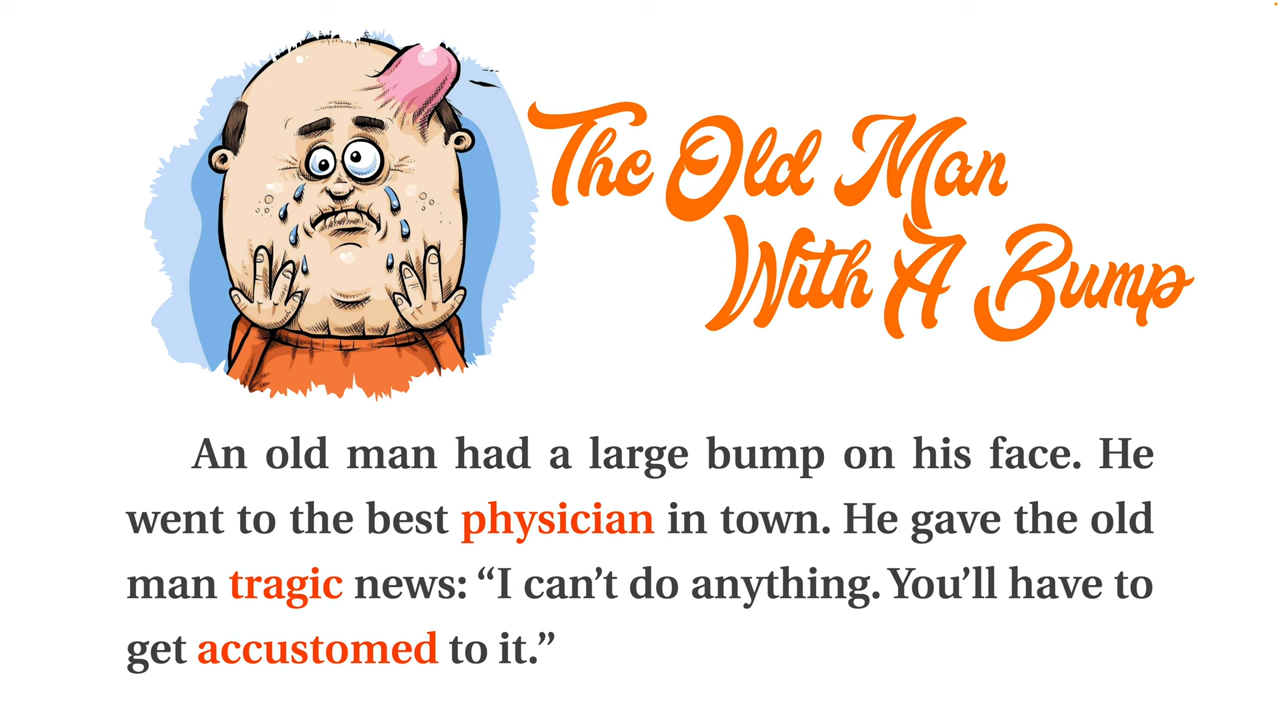 The Old Man
With A Bump
An old man had a large bump on his face. He
went to the best physician in town. He gave the old
man tragic news: “I can’t do anything. You’ll have to
get accustomed to it.”